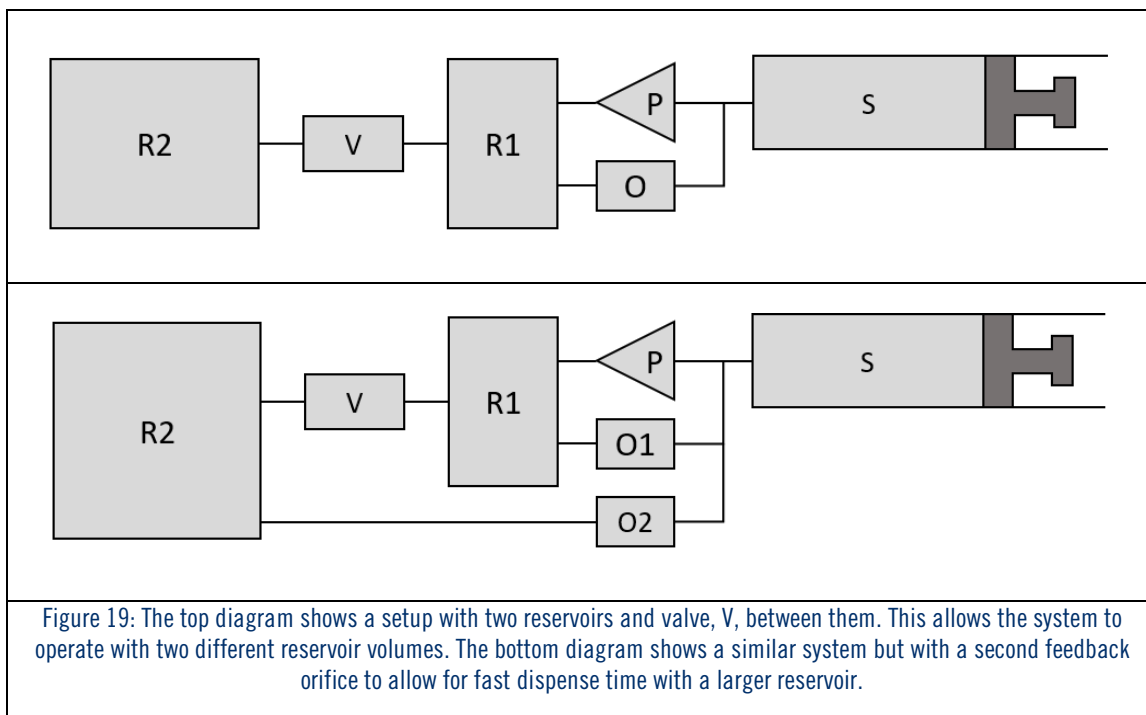 R2
V
R1
P
O
S
R2
V
R1
P
O1
O2
S
Figure 19: The top diagram shows a setup with two reservoirs and valve, V, between them. This allows the system to
operate with two different reservoir volumes. The bottom diagram shows a similar system but with a second feedback
orifice to allow for fast dispense time with a larger reservoir.